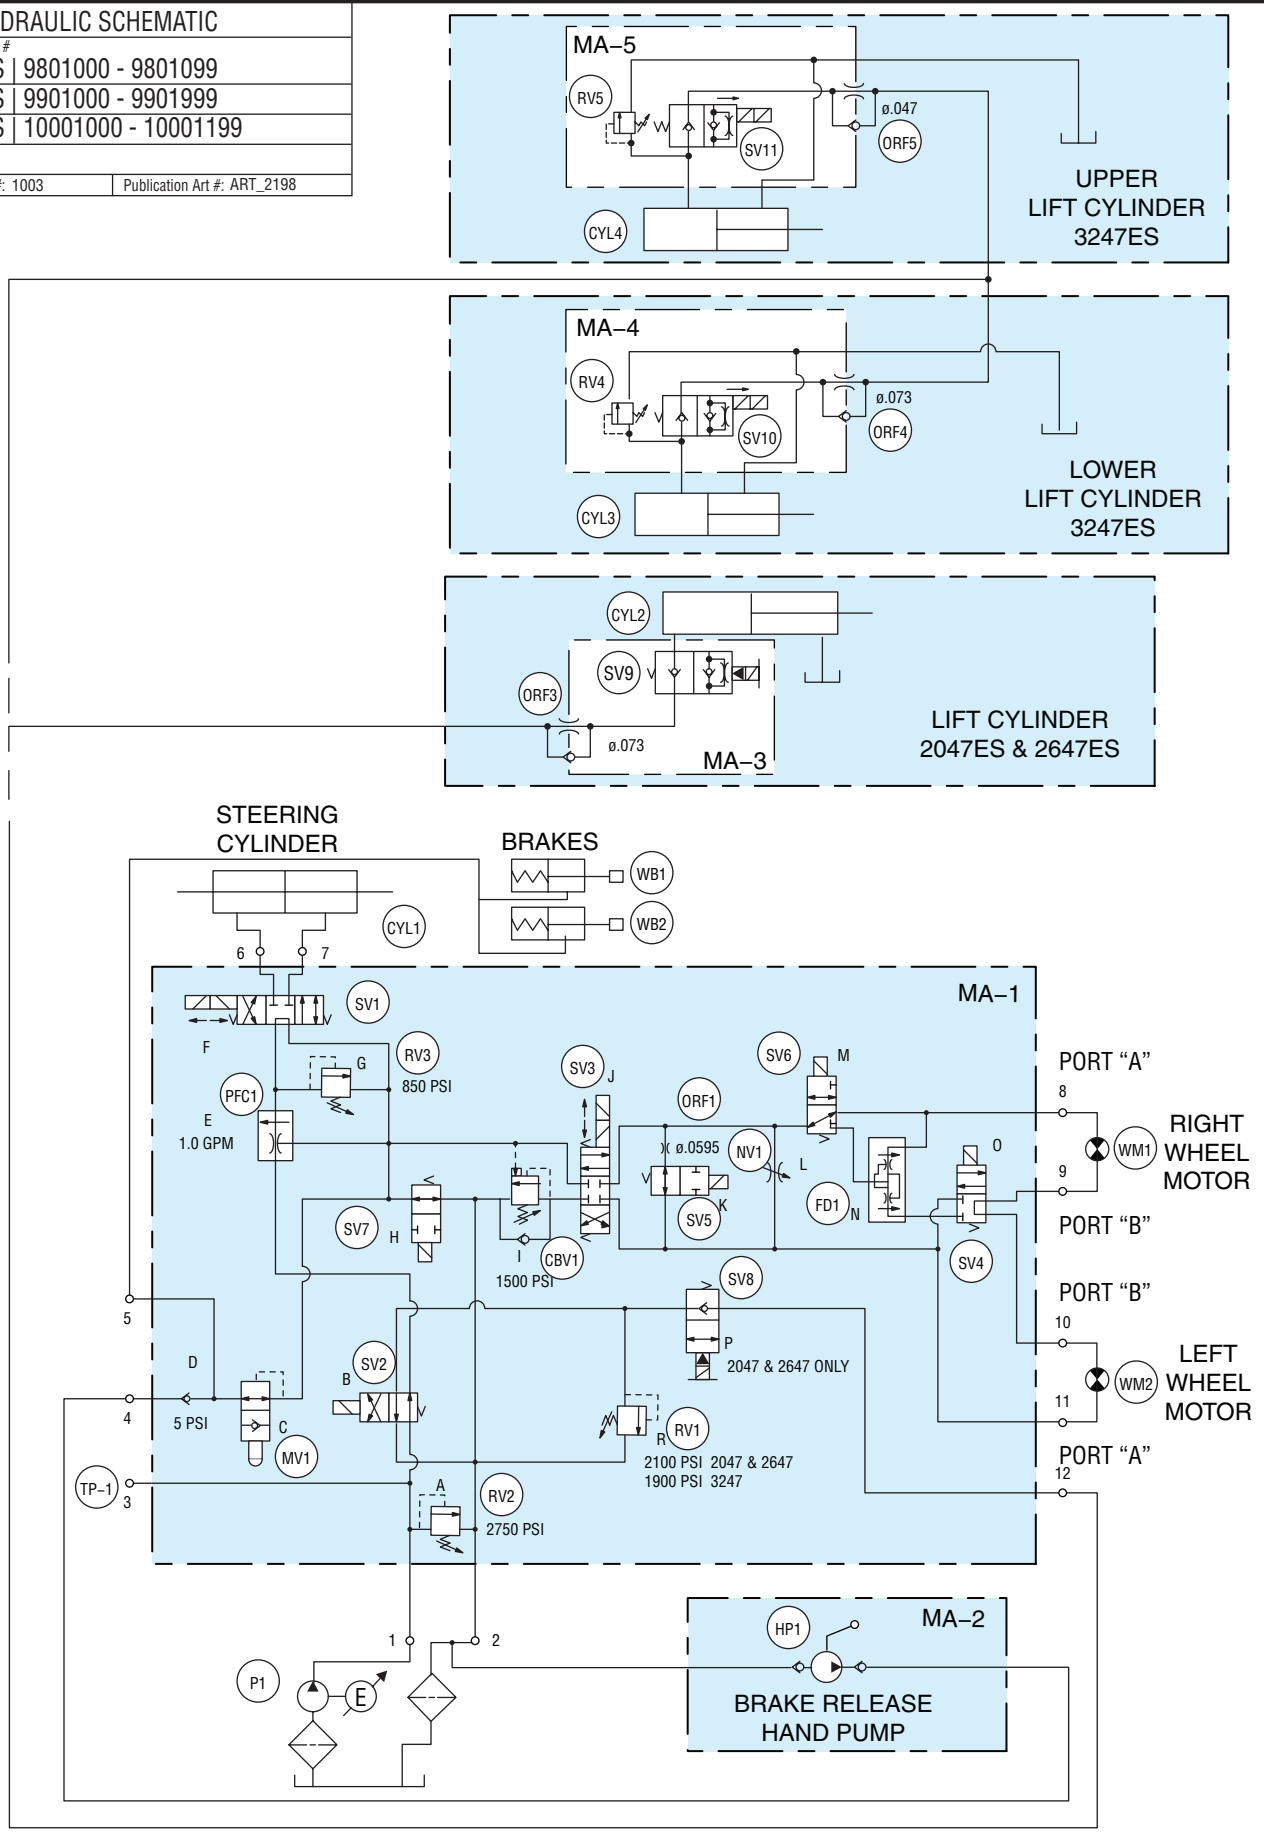 DRAULIC SCHEMATIC
#
S | 9801000 - 9801099
S | 9901000 - 9901999
S | 10001000 - 10001199
#: 1003
Publication Art #: ART_2198
MA–5
RV5
SV11
ø.047
ORF5
CYL4
UPPER
LIFT CYLINDER
3247ES
MA–4
RV4
SV10
ø.073
ORF4
CYL3
LOWER
LIFT CYLINDER
3247ES
CYL2
SV9
ORF3
ø.073
MA–3
LIFT CYLINDER
2047ES & 2647ES
STEERING
CYLINDER
BRAKES
WB1
WB2
CYL1
6
7
MA–1
SV1
F
G
RV3
850 PSI
PFC1
E
1.0 GPM
SV3
J
SV6
M
ORF1
ø.0595
NV1
L
K
SV5
FD1
N
O
SV4
SV7
H
I
CBV1
1500 PSI
PORT “A”
8
RIGHT
WHEEL
MOTOR
WM1
9
PORT “B”
SV8
P
2047 & 2647 ONLY
5
D
5 PSI
4
C
MV1
SV2
B
R
RV1
2100 PSI 2047 & 2647
1900 PSI 3247
PORT “B”
10
LEFT
WHEEL
MOTOR
WM2
11
PORT “A”
12
TP–1
3
A
RV2
2750 PSI
1
2
P1
E
MA–2
HP1
BRAKE RELEASE
HAND PUMP